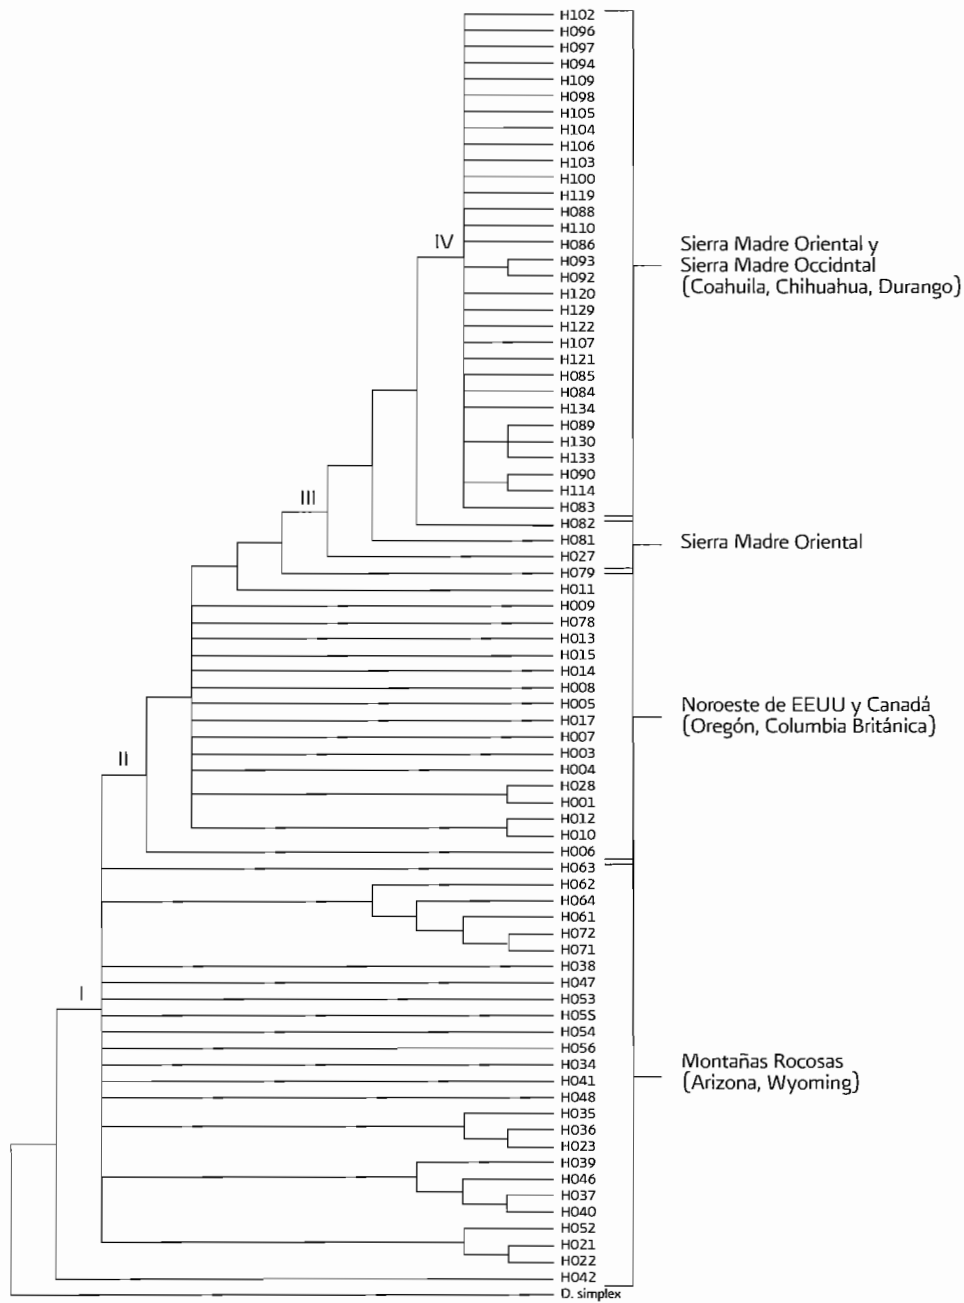 H102
H096
H097
H094
H109
H098
H105
H104
H106
H103
H100
H119
H088
H110
IV
H086
H093
H092
H120
H129
H122
H107
H121
H085
H084
H134
H089
H130
H133
H090
H114
H083
Sierra Madre Oriental y
Sierra Madre Occidntal
(Coahuila, Chihuahua, Durango)
III
H082
H081
H027
H079
Sierra Madre Oriental
H011
H009
H078
H013
H015
H014
H008
H005
H017
H007
H003
H004
H028
H001
H012
H010
H006
II
Noroeste de EEUU y Canadá
(Oregón, Columbia Británica)
H063
H062
H064
H061
H072
H071
H038
H047
H053
H05S
H054
H056
H034
H041
H048
H035
H036
H023
H039
H046
H037
H040
H052
H021
H022
H042
I
Montañas Rocosas
(Arizona, Wyoming)
D. simplex